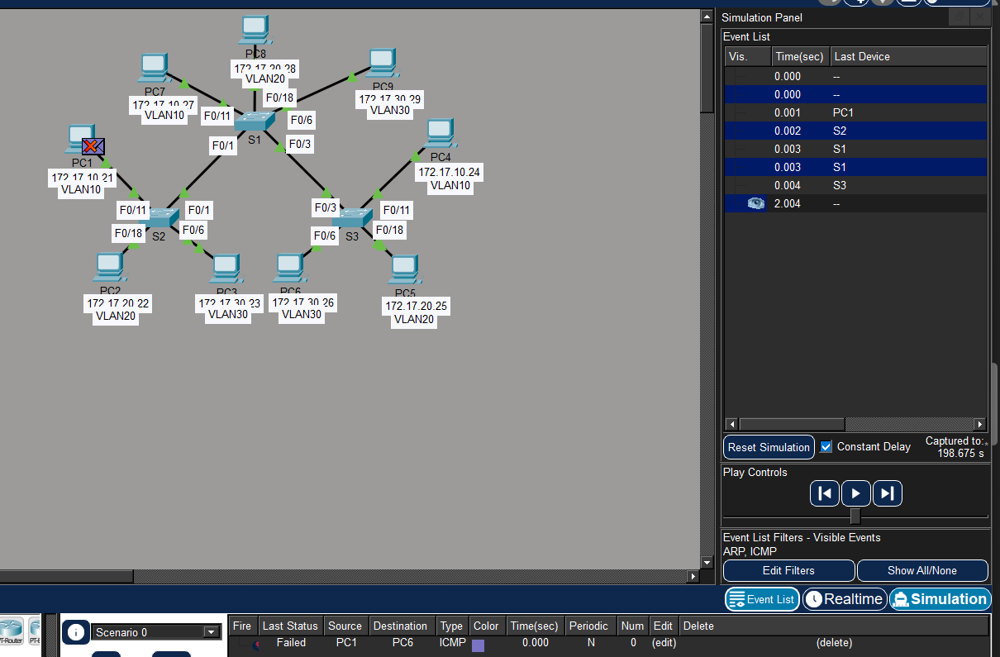 PC8
172.17.20.28
VLAN20
PC7
172.17.10.27
VLAN10
PC9
172.17.30.29
VLAN30
F0/18
F0/11
F0/6
S1
F0/1
F0/3
PC1
172.17.10.21
VLAN10
PC4
172.17.10.24
VLAN10
F0/11
F0/1
F0/18
F0/6
S2
F0/3
F0/11
F0/6
F0/18
S3
PC2
172.17.20.22
VLAN20
PC3
172.17.30.23
VLAN30
PC6
172.17.30.26
VLAN30
PC5
172.17.20.25
VLAN20
Simulation Panel
Event List
Vis. Time(sec) Last Device
0.000 --
0.000 --
0.001 PC1
0.002 S2
0.003 S1
0.003 S1
0.004 S3
2.004 --
Reset Simulation Constant Delay Captured to:*
198.675 s
Play Controls
Event List Filters - Visible Events
ARP, ICMP
Edit Filters Show All/None
Event List Realtime Simulation
PT-Router
Scenario 0
Fire Last Status Source Destination Type Color Time(sec) Periodic Num Edit Delete
Failed PC1 PC6 ICMP 0.000 N 0 (edit) (delete)